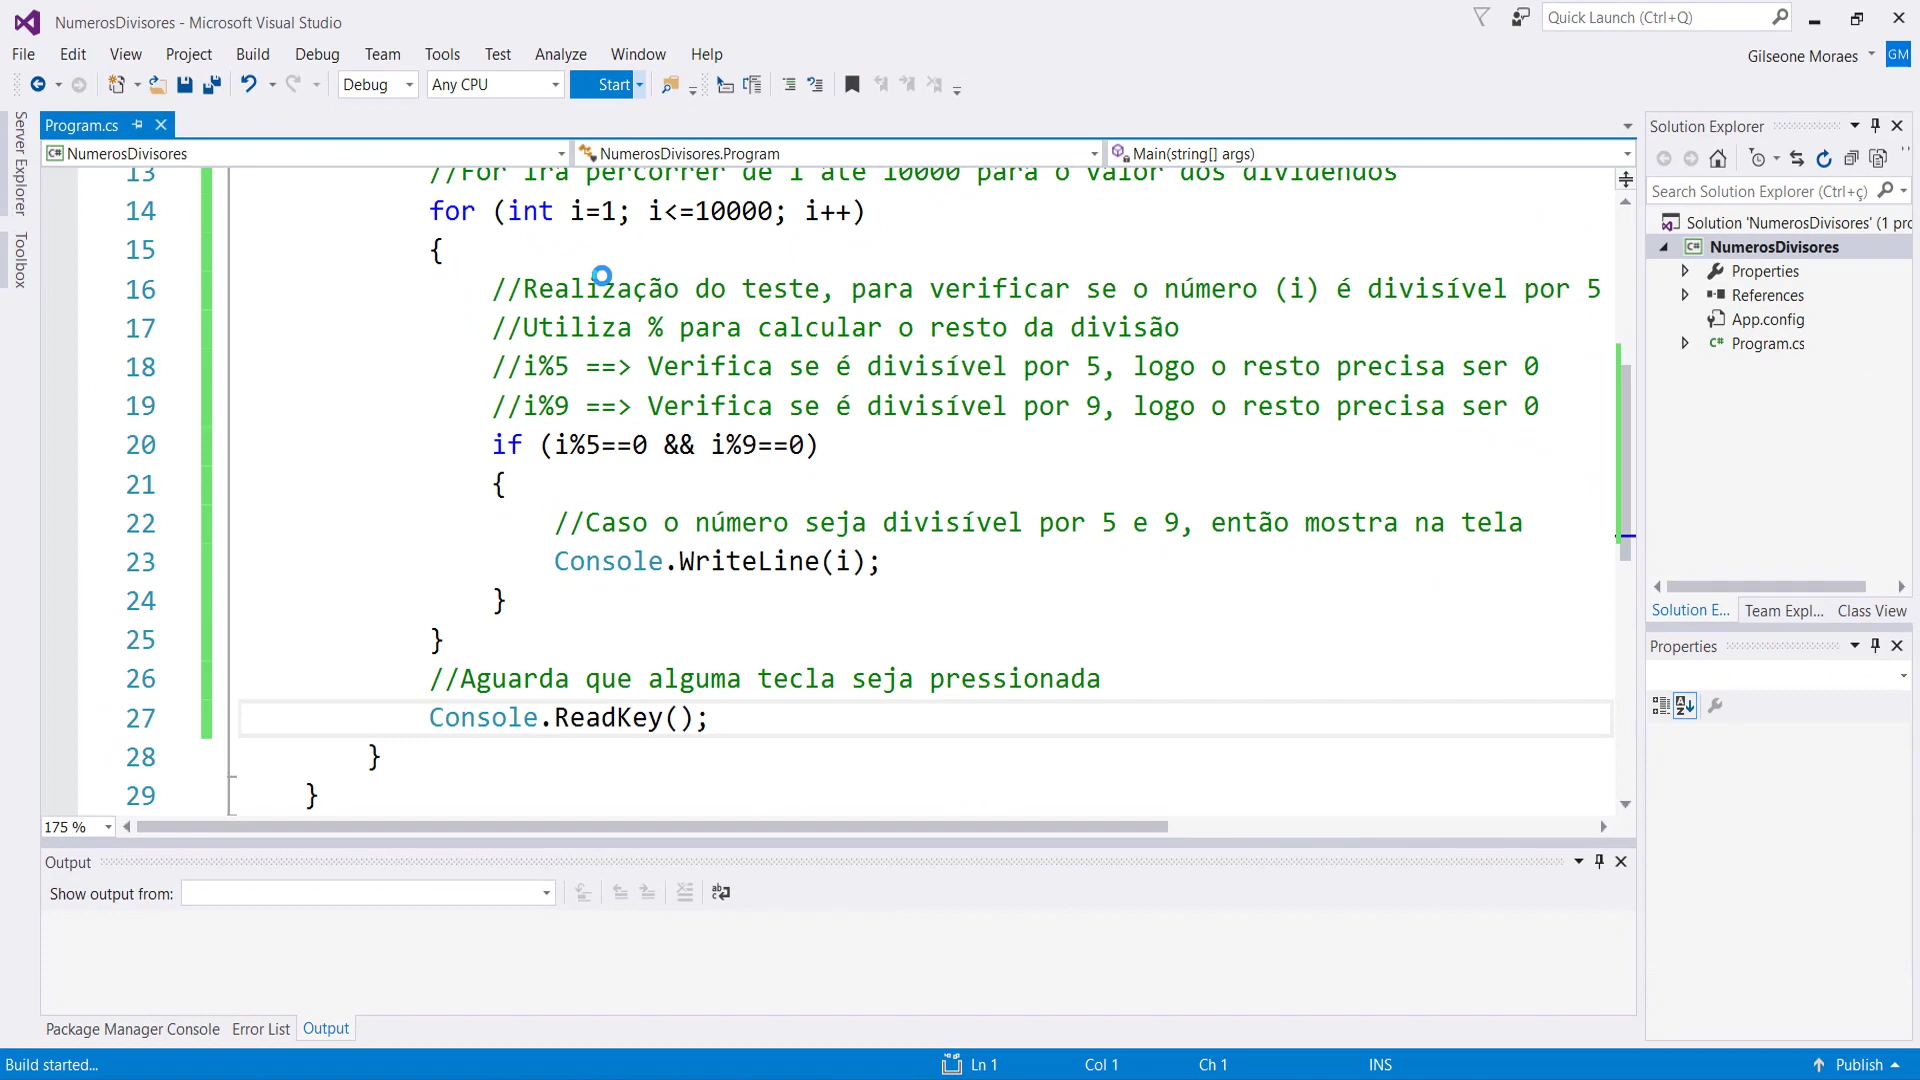 NumerosDivisores - Microsoft Visual Studio
Quick Launch (Ctrl+Q)
File Edit View Project Build Debug Team Tools Test Analyze Window Help
Gilseone Moraes GM
Debug Any CPU Start
Server Explorer
Toolbox
Program.cs
NumerosDivisores NumerosDivisores.Program Main(string[] args)
13 //For irá percorrer de 1 até 10000 para o valor dos dividendos
14 for (int i=1; i<=10000; i++)
15 {
16 //Realização do teste, para verificar se o número (i) é divisível por 5
17 //Utiliza % para calcular o resto da divisão
18 //i%5 ==> Verifica se é divisível por 5, logo o resto precisa ser 0
19 //i%9 ==> Verifica se é divisível por 9, logo o resto precisa ser 0
20 if (i%5==0 && i%9==0)
21 {
22 //Caso o número seja divisível por 5 e 9, então mostra na tela
23 Console.WriteLine(i);
24 }
25 }
26 //Aguarda que alguma tecla seja pressionada
27 Console.ReadKey();
28 }
29 }
175 %
Output
Show output from:
Package Manager Console Error List Output
Solution Explorer
Search Solution Explorer (Ctrl+ç)
Solution 'NumerosDivisores' (1 pro
C# NumerosDivisores
Properties
References
App.config
C# Program.cs
Solution E... Team Expl... Class View
Properties
Build started... Ln 1 Col 1 Ch 1 INS Publish